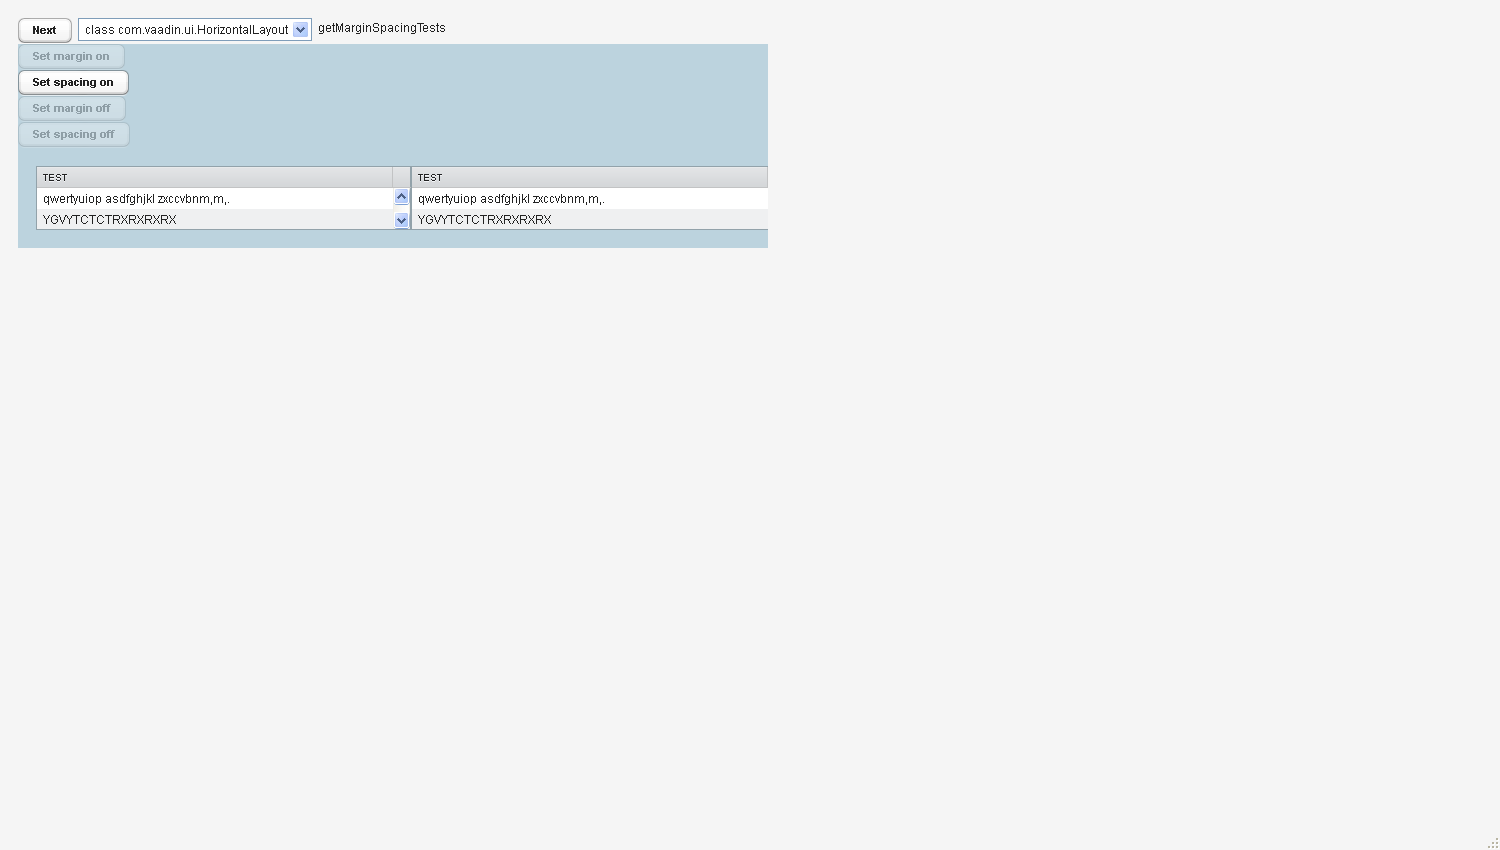 Next class com.vaadin.ui.HorizontalLayout getMarginSpacingTests
Set margin on
Set spacing on
Set margin off
Set spacing off
TEST TEST
qwertyuiop asdfghjkl zxccvbnm,m,. qwertyuiop asdfghjkl zxccvbnm,m,.
YGVYTCTCTRXRXRXRX YGVYTCTCTRXRXRXRX